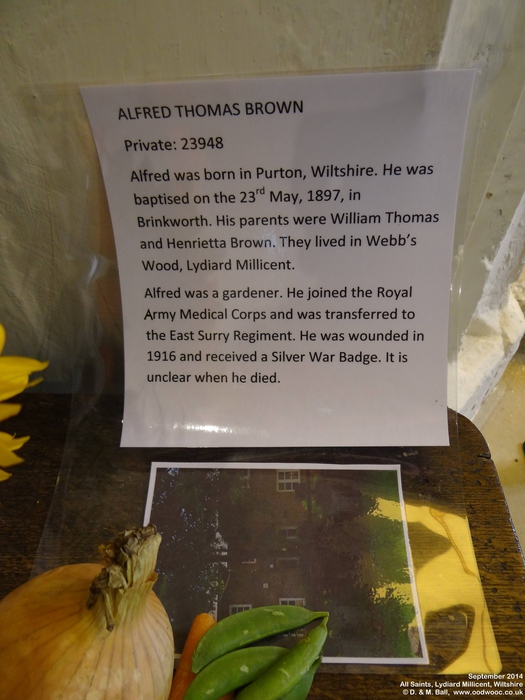 ALFRED THOMAS BROWN
Private: 23948
Alfred was born in Purton, Wiltshire. He was
baptised on the 23rd May, 1897, in
Brinkworth. His parents were William Thomas
and Henrietta Brown. They lived in Webb's
Wood, Lydiard Millicent.
Alfred was a gardener. He joined the Royal
Army Medical Corps and was transferred to
the East Surry Regiment. He was wounded in
1916 and received a Silver War Badge. It is
unclear when he died.
September 2014
All Saints, Lydiard Millicent, Wiltshire
© D. & M. Ball, www.oodwooc.co.uk